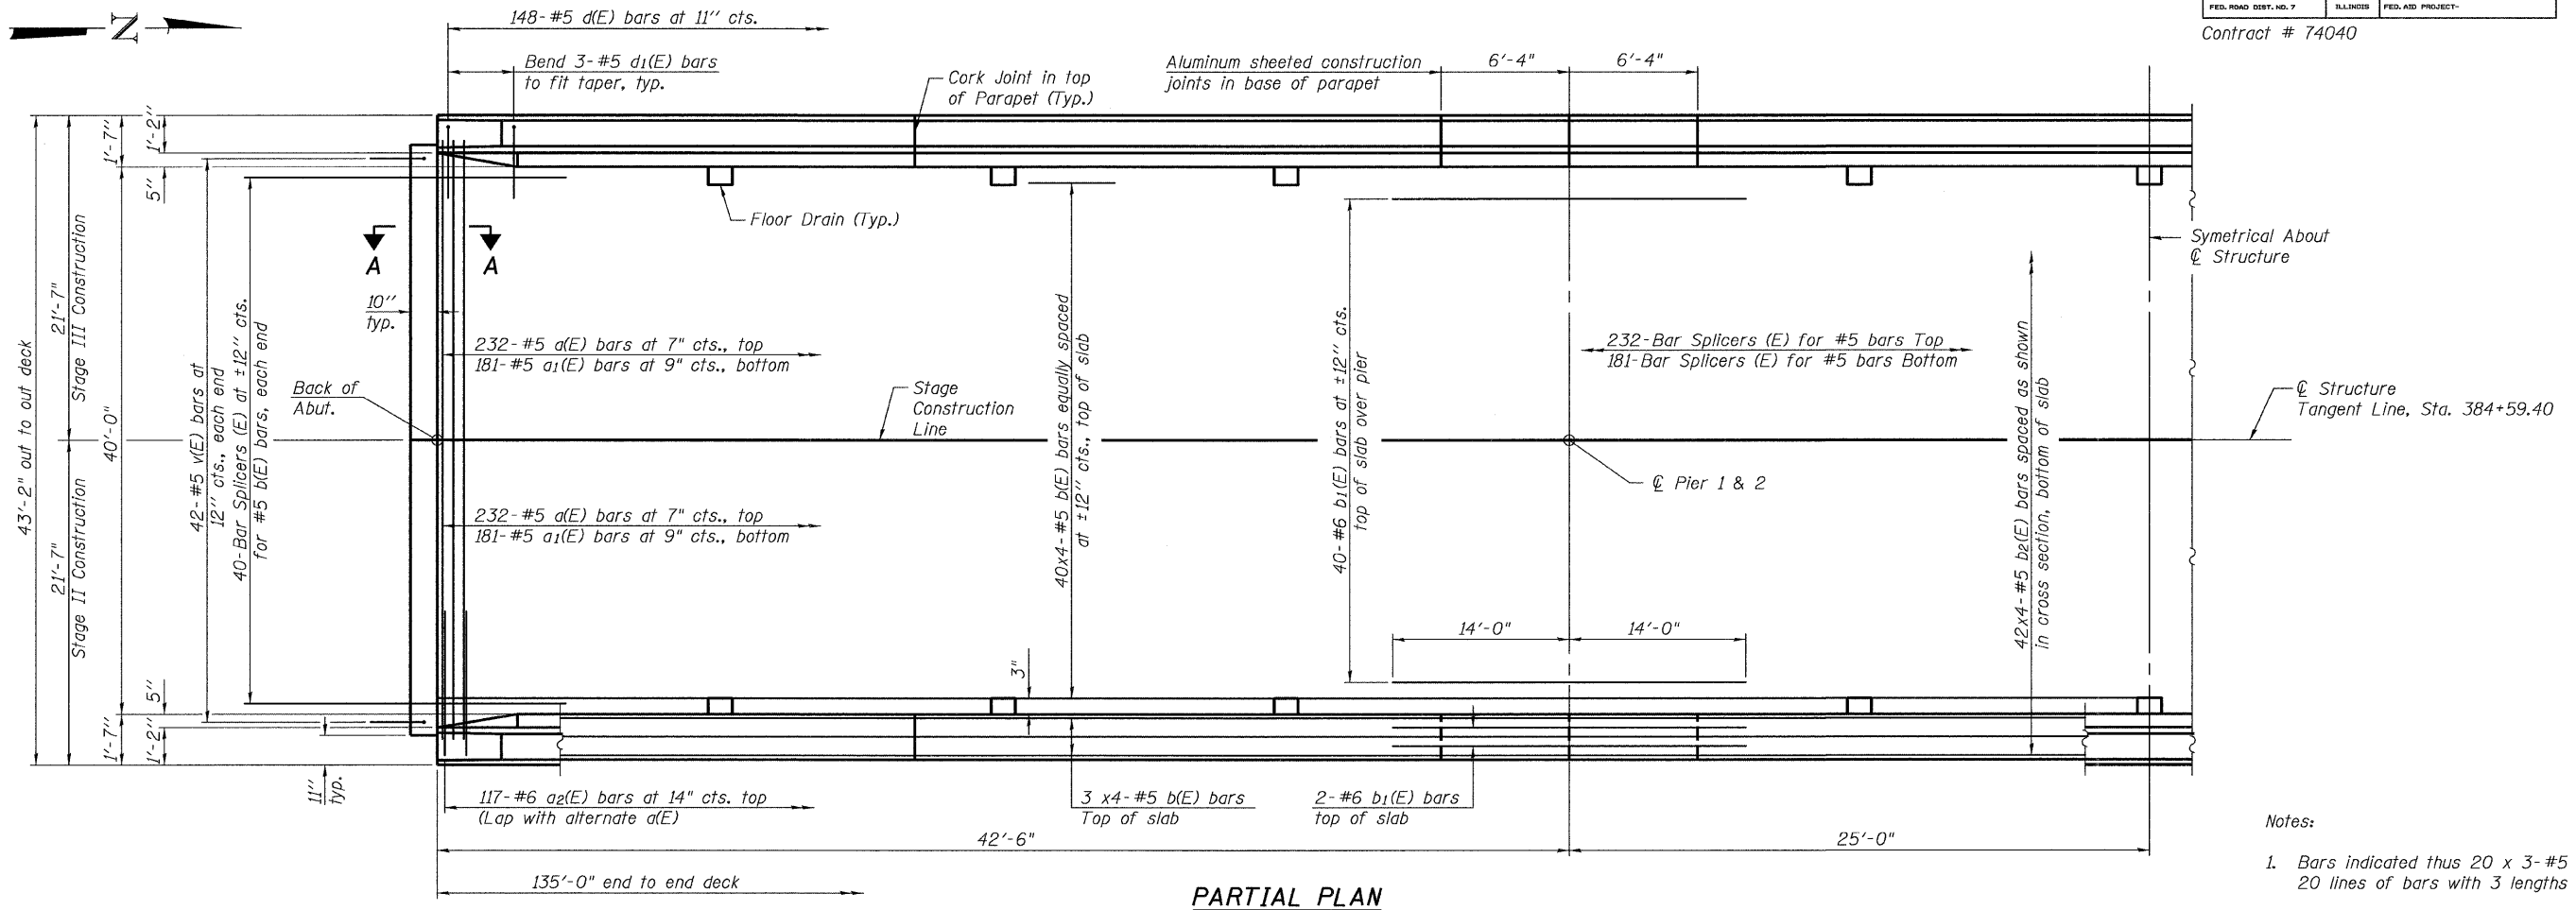 FED. ROAD DIST. NO. 7
ILLINOIS
FED. AID PROJECT-
Contract # 74040
N
148-#5 d(E) bars at 11'' cts.
Bend 3-#5 d1(E) bars
to fit taper, typ.
Cork Joint in top
of Parapet (Typ.)
Aluminum sheeted construction
joints in base of parapet
6'-4"
6'-4"
1'-7"
1'-2"
5''
Floor Drain (Typ.)
A
A
10''
typ.
Symetrical About
℄ Structure
43'-2" out to out deck
21'-7"
Stage III Construction
21'-7"
Stage II Construction
40'-0"
42-#5 v(E) bars at
12'' cts., each end
40-Bar Splicers (E) at ±12'' cts.
for #5 b(E) bars, each end
232-#5 a(E) bars at 7" cts., top
181-#5 a1(E) bars at 9" cts., bottom
Back of
Abut.
Stage
Construction
Line
40x4-#5 b(E) bars equally spaced
at ±12'' cts., top of slab
40-#6 b1(E) bars at ±12'' cts.
top of slab over pier
232-Bar Splicers (E) for #5 bars Top
181-Bar Splicers (E) for #5 bars Bottom
42x4-#5 b2(E) bars spaced as shown
in cross section, bottom of slab
℄ Structure
Tangent Line, Sta. 384+59.40
℄ Pier 1 & 2
232-#5 a(E) bars at 7" cts., top
181-#5 a1(E) bars at 9" cts., bottom
14'-0"
14'-0"
3"
5''
1'-7"
1'-2"
11''
typ.
117-#6 a2(E) bars at 14" cts. top
(Lap with alternate a(E)
3 x4-#5 b(E) bars
Top of slab
2-#6 b1(E) bars
top of slab
42'-6"
25'-0"
135'-0" end to end deck
PARTIAL PLAN
Notes:
1. Bars indicated thus 20 x 3-#5
20 lines of bars with 3 lengths